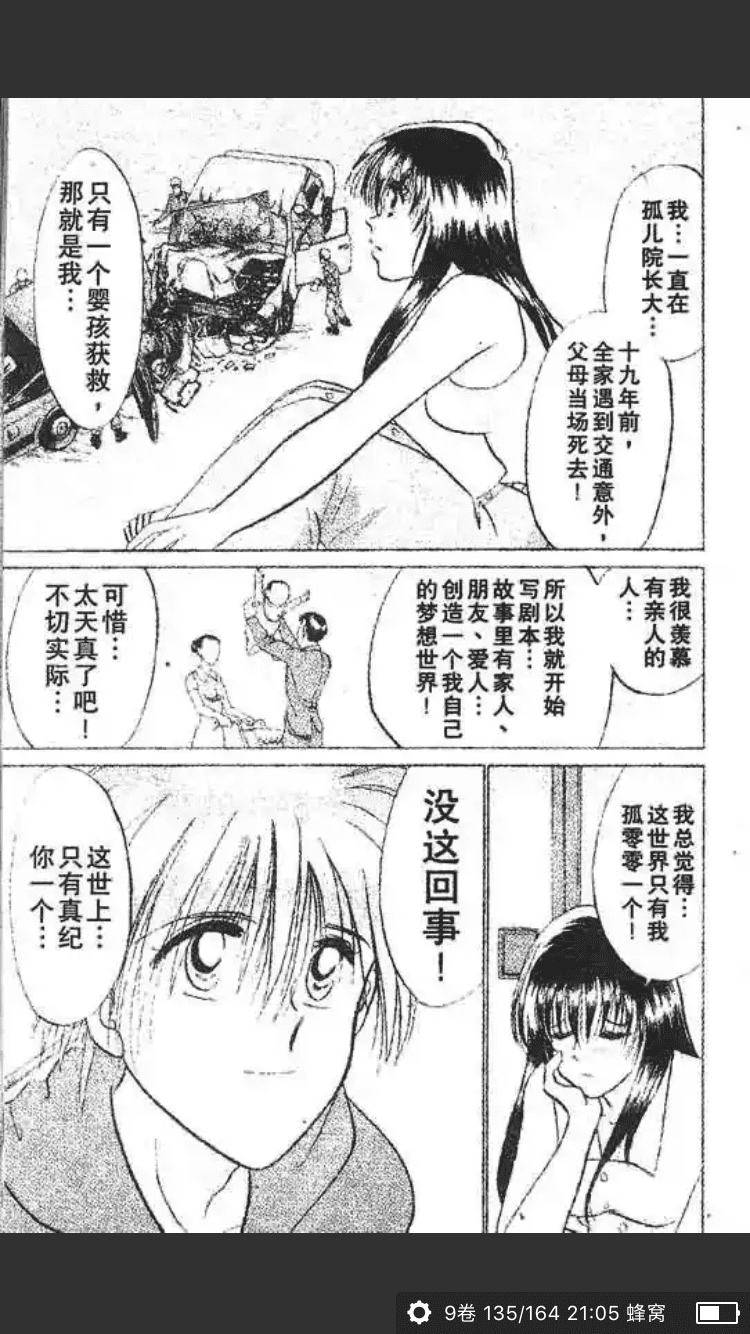 我…一直在
孤儿院长大…
十九年前，
全家遇到交通意外，
父母当场死去！
只有一个婴孩获救，
那就是我…
我很羡慕
有亲人的
人…
所以我就开始
写剧本…
故事里有家人、
朋友、爱人…
创造一个我自己
的梦想世界！
可惜…
太天真了吧！
不切实际…
我总觉得…
这世界只有我
孤零零一个！
没这回事！
这世上…
只有真纪
你一个…
9卷 135/164 21:05 蜂窝